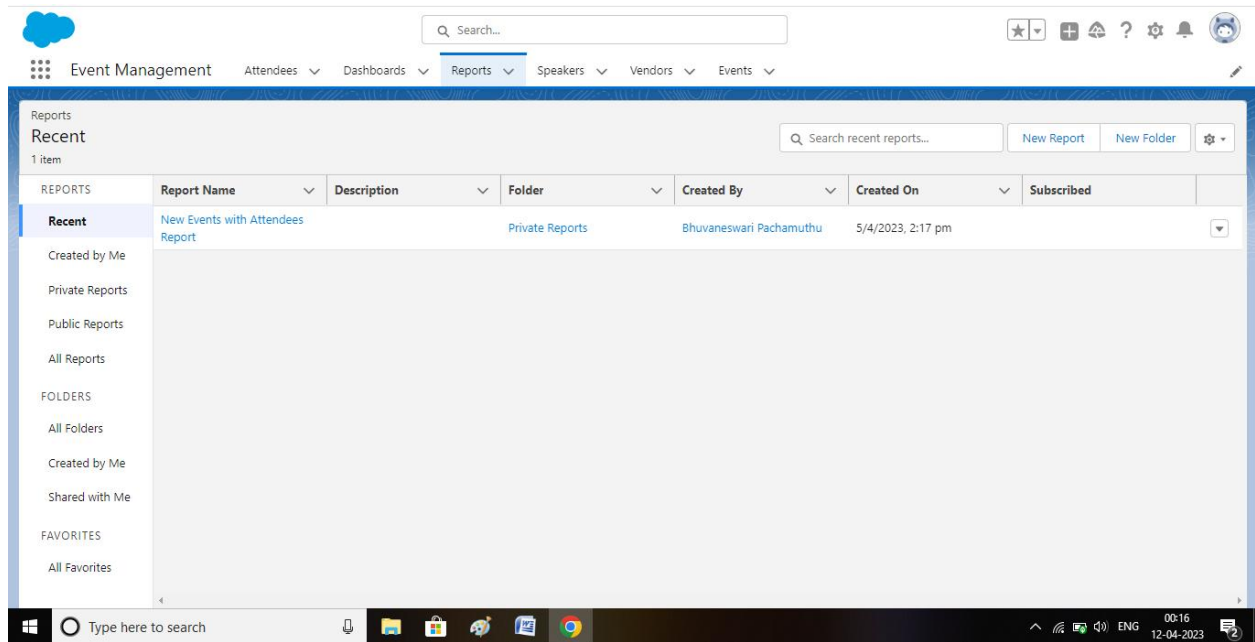 Search...
Event Management Attendees Dashboards Reports Speakers Vendors Events
Reports
Recent
1 item
Search recent reports...
New Report New Folder
REPORTS
Report Name Description Folder Created By Created On Subscribed
Recent
New Events with Attendees
Report
Private Reports Bhuvaneswari Pachamuthu 5/4/2023, 2:17 pm
Created by Me
Private Reports
Public Reports
All Reports
FOLDERS
All Folders
Created by Me
Shared with Me
FAVORITES
All Favorites
Type here to search
ENG
00:16
12-04-2023
2